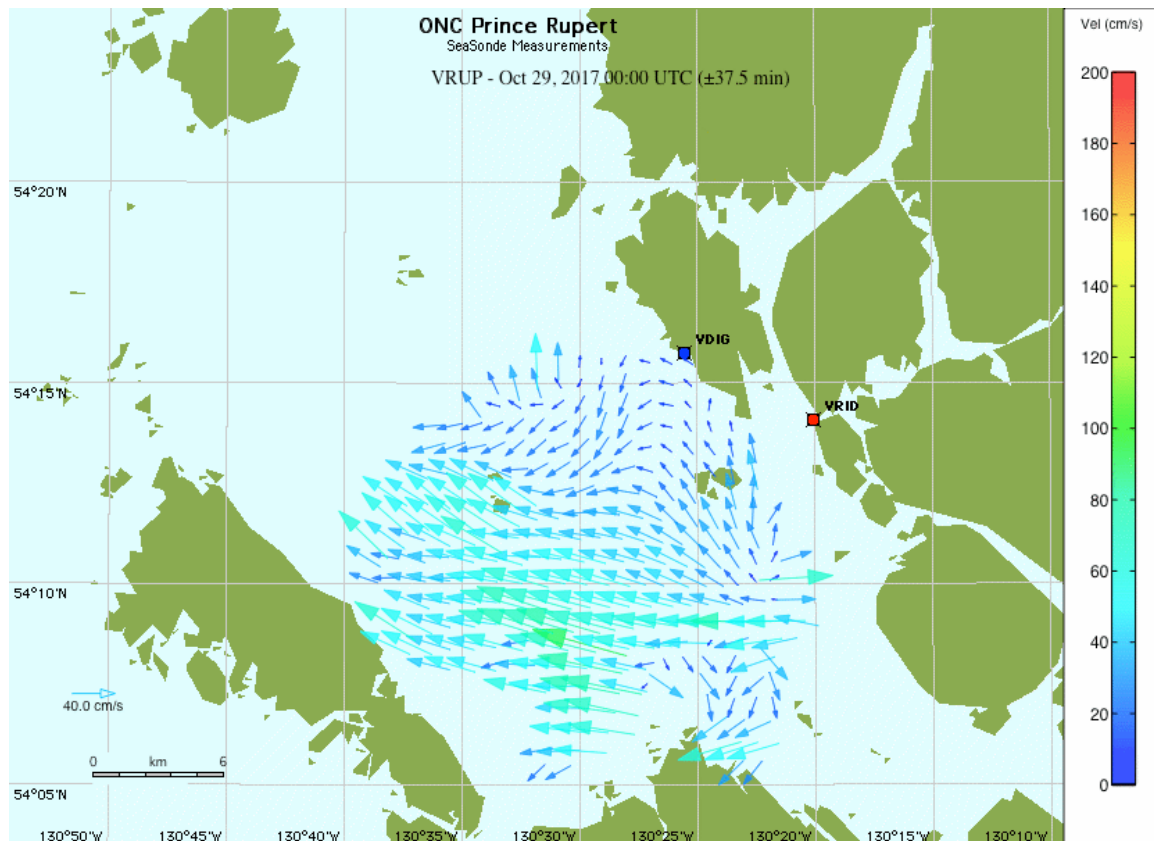 ONC Prince Rupert
SeaSonde Measurements
VRUP - Oct 29, 2017 00:00 UTC (±37.5 min)
Vel (cm/s)
200
180
160
140
120
100
80
60
40
20
0
54°20'N
54°15'N
54°10'N
54°05'N
VDIG
VRID
40.0 cm/s
0 km 6
130°50'W 130°45'W 130°40'W 130°35'W 130°30'W 130°25'W 130°20'W 130°15'W 130°10'W